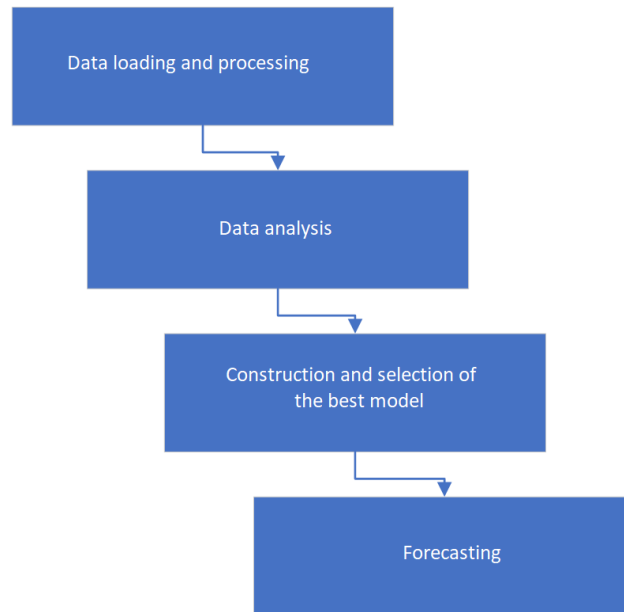 Data loading and processing
Data analysis
Construction and selection of
the best model
Forecasting